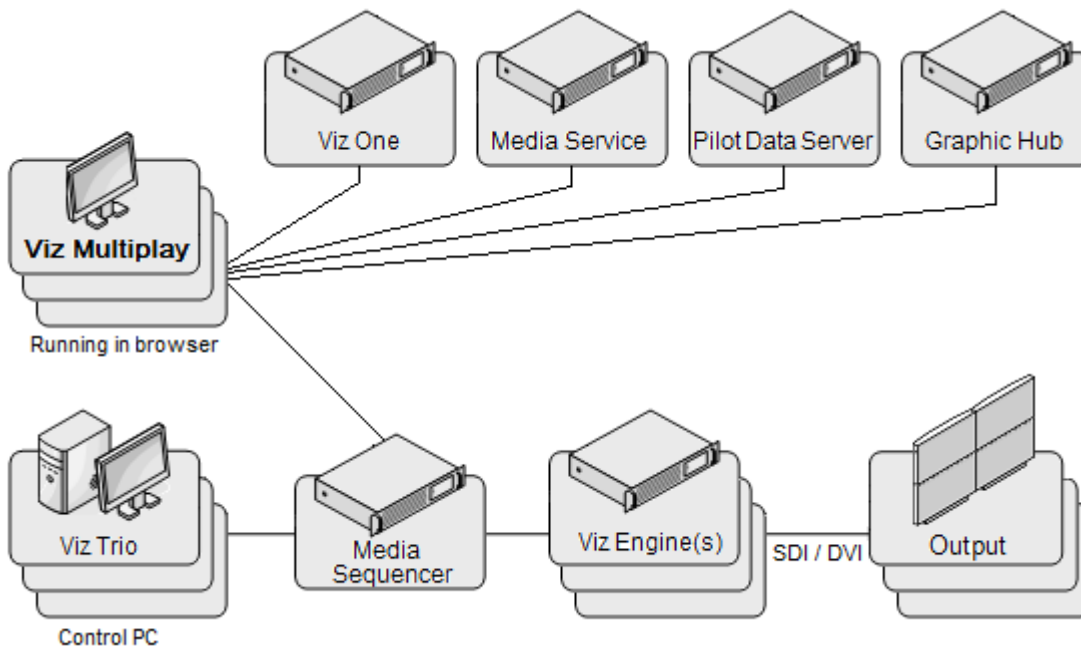 Viz One
Media Service
Pilot Data Server
Graphic Hub
Viz Multiplay
Running in browser
Viz Trio
Media
Sequencer
Viz Engine(s)
SDI / DVI
Output
Control PC